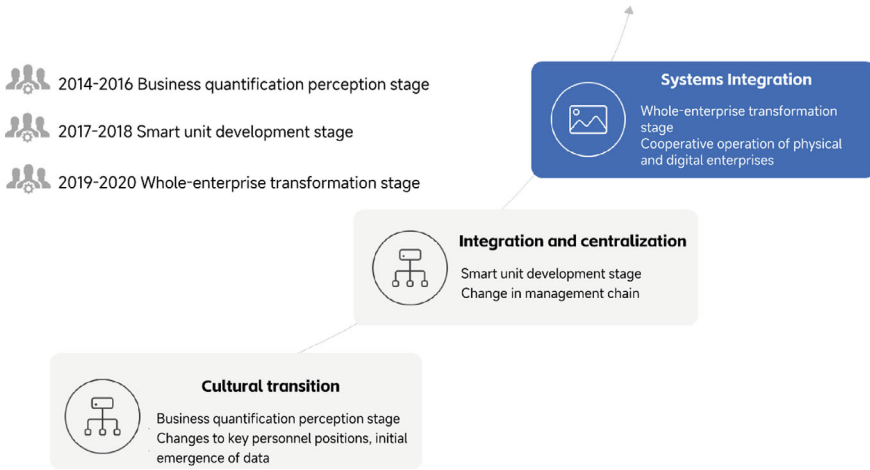 2014-2016 Business quantification perception stage
2017-2018 Smart unit development stage
2019-2020 Whole-enterprise transformation stage
Systems Integration
Whole-enterprise transformation
stage
Cooperative operation of physical
and digital enterprises
Integration and centralization
Smart unit development stage
Change in management chain
Cultural transition
Business quantification perception stage
Changes to key personnel positions, initial
emergence of data